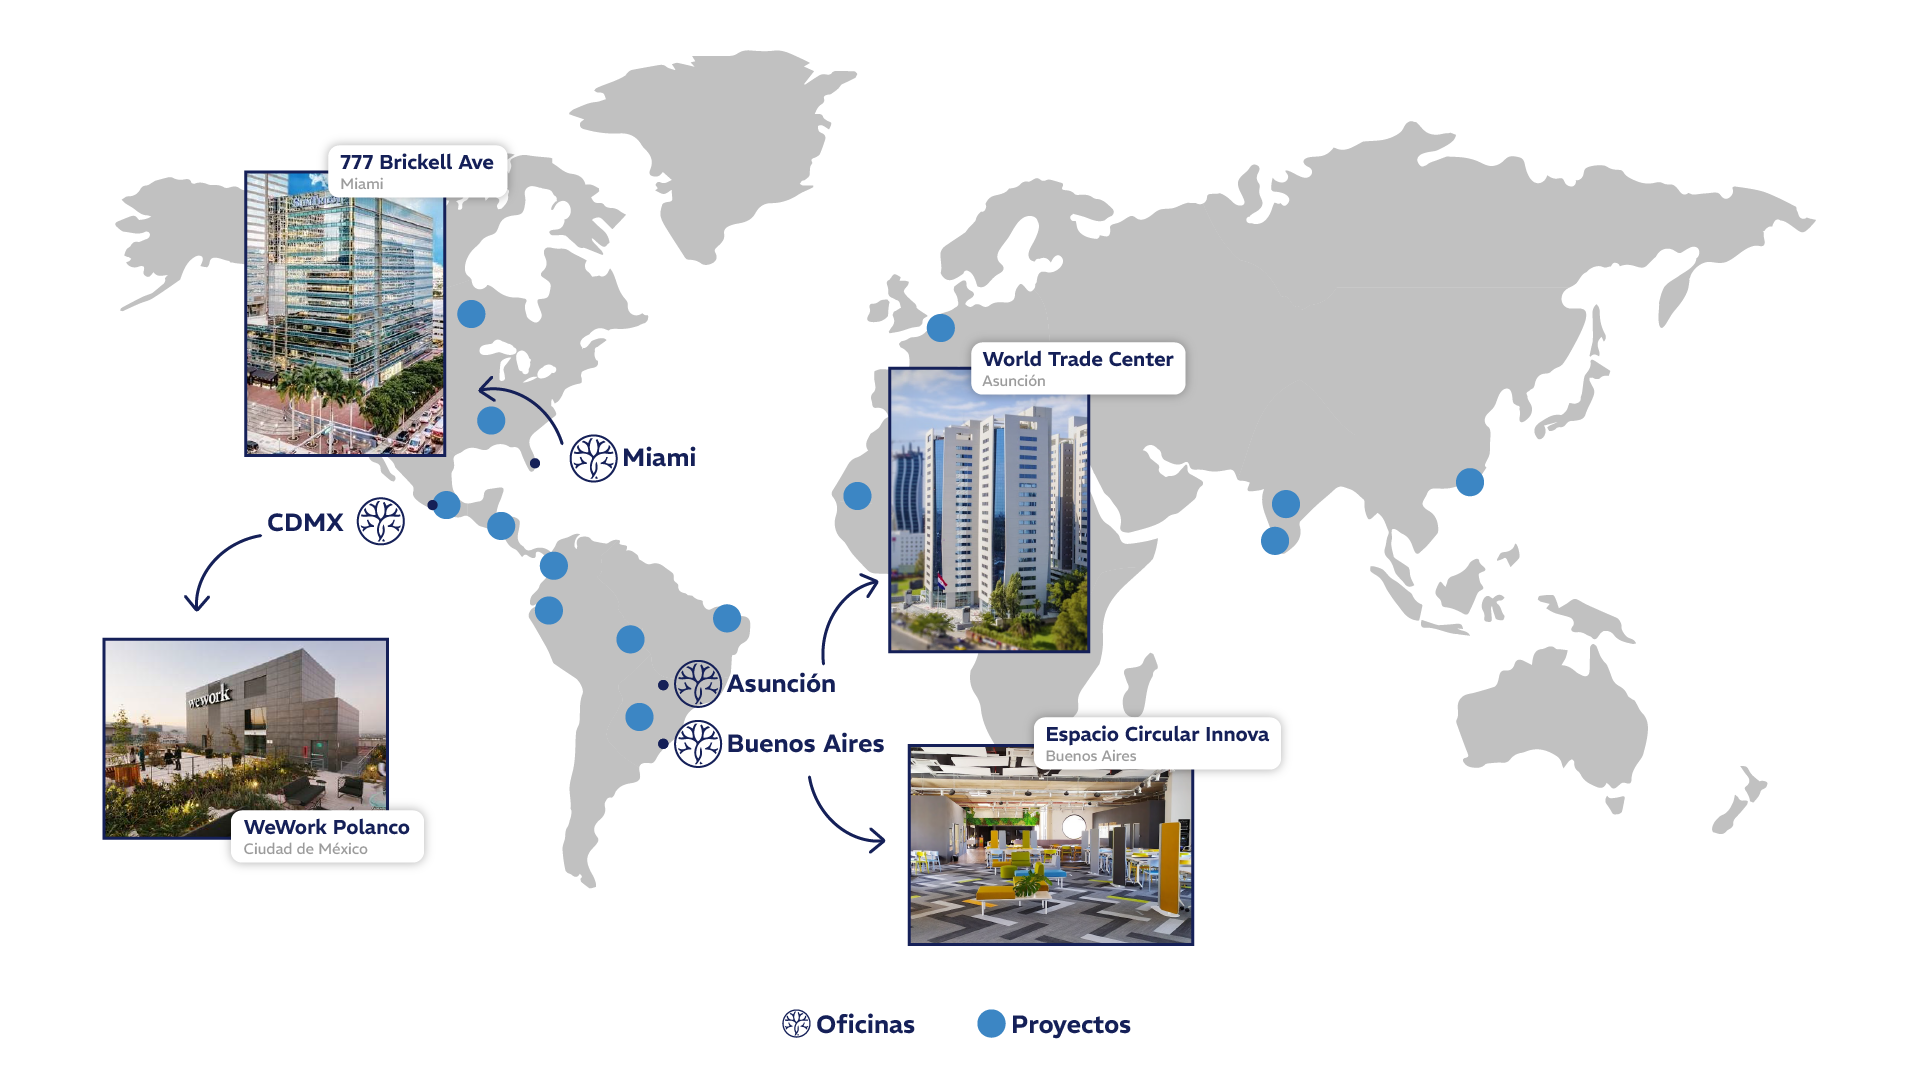 777 Brickell Ave
Miami
World Trade Center
Asunción
Miami
CDMX
wework
Asunción
Buenos Aires
Espacio Circular Innova
Buenos Aires
WeWork Polanco
Ciudad de México
Oficinas
Proyectos